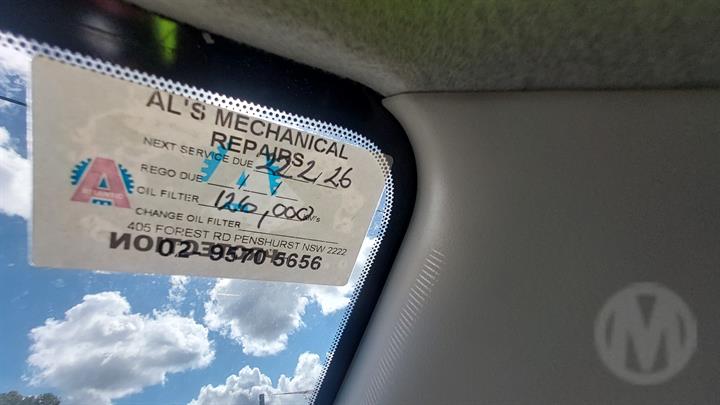 AL'S MECHANICAL
REPAIRS
NEXT SERVICE DUE 22/2/26
REGO DUE
OIL FILTER 126,000 KM's
CHANGE OIL FILTER
405 FOREST RD PENSHURST NSW 2222
02- 9570 5656
A
M